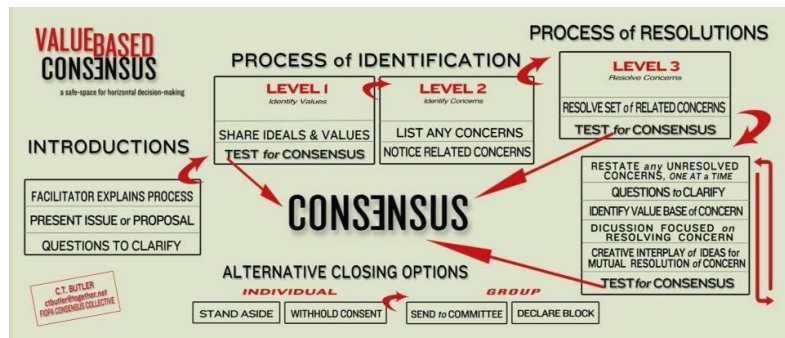 VALUE BASED
CONSƎNSUS
a safe-space for horizontal decision-making
INTRODUCTIONS
FACILITATOR EXPLAINS PROCESS
PRESENT ISSUE or PROPOSAL
QUESTIONS TO CLARIFY
PROCESS of IDENTIFICATION
LEVEL 1
Identify Values
SHARE IDEALS & VALUES
TEST for CONSENSUS
LEVEL 2
Identify Concerns
LIST ANY CONCERNS
NOTICE RELATED CONCERNS
PROCESS of RESOLUTIONS
LEVEL 3
Resolve Concerns
RESOLVE SET of RELATED CONCERNS
TEST for CONSENSUS
RESTATE any UNRESOLVED
CONCERNS, ONE AT a TIME
QUESTIONS to CLARIFY
IDENTIFY VALUE BASE of CONCERN
DICUSSION FOCUSED on
RESOLVING CONCERN
CREATIVE INTERPLAY of IDEAS for
MUTUAL RESOLUTION of CONCERN
TEST for CONSENSUS
CONSƎNSUS
ALTERNATIVE CLOSING OPTIONS
INDIVIDUAL
STAND ASIDE
WITHHOLD CONSENT
GROUP
SEND to COMMITTEE
DECLARE BLOCK
C.T. BUTLER
ctbutler@together.net
FIOPA CONSENSUS COLLECTIVE